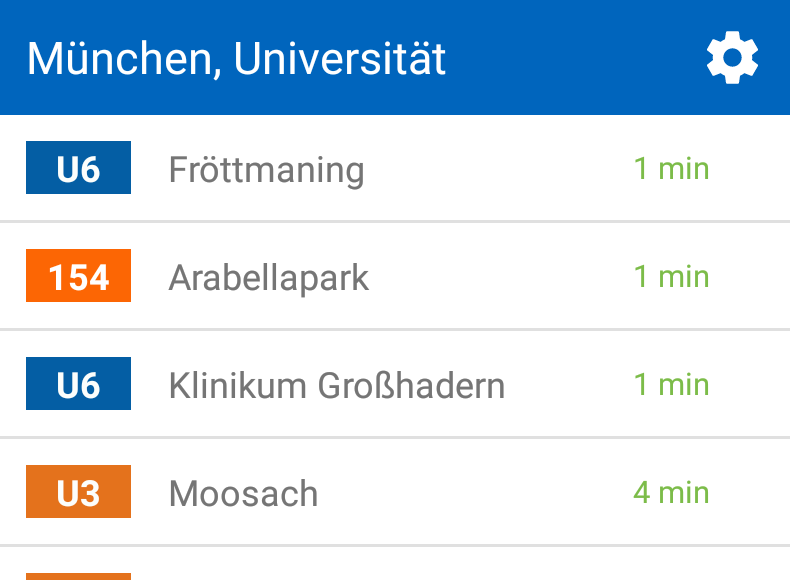 München, Universität
U6 Fröttmaning 1 min
154 Arabellapark 1 min
U6 Klinikum Großhadern 1 min
U3 Moosach 4 min